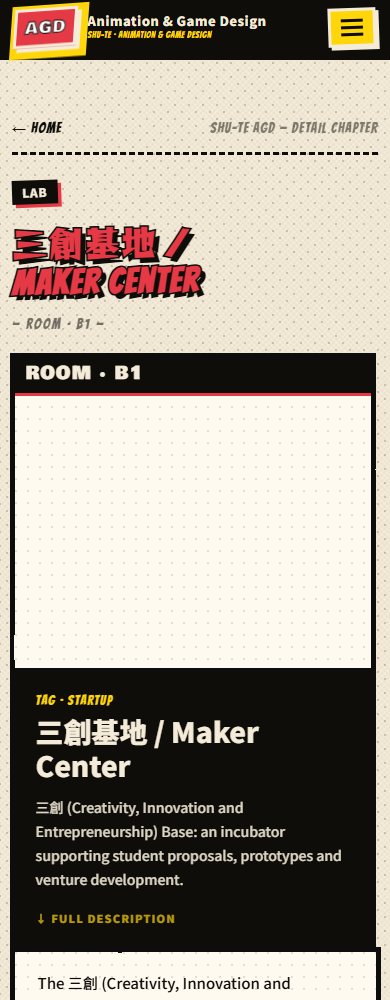 AGD
Animation & Game Design
SHU-TE · ANIMATION & GAME DESIGN
← HOME
SHU-TE AGD — DETAIL CHAPTER
LAB
三創基地 /
MAKER CENTER
— ROOM · B1 —
ROOM · B1
TAG · STARTUP
三創基地 / Maker
Center
三創 (Creativity, Innovation and
Entrepreneurship) Base: an incubator
supporting student proposals, prototypes and
venture development.
↓ FULL DESCRIPTION
The 三創 (Creativity, Innovation and